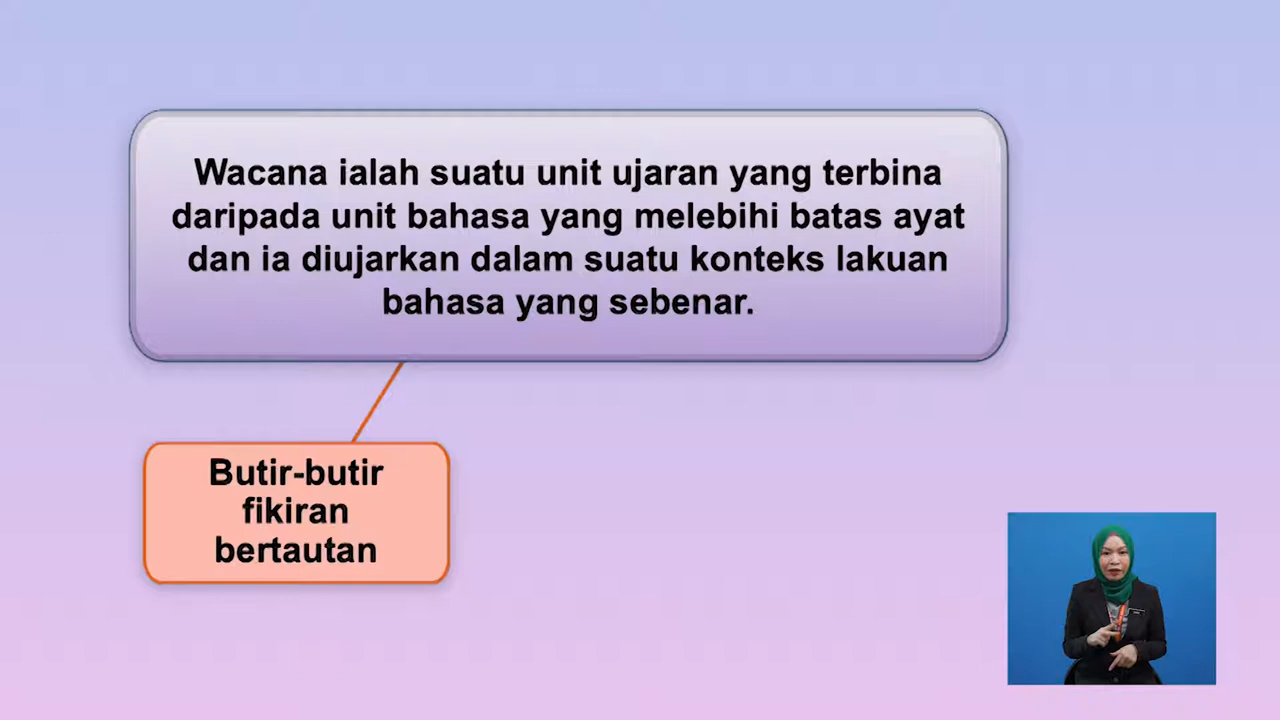 Wacana ialah suatu unit ujaran yang terbina
daripada unit bahasa yang melebihi batas ayat
dan ia diujarkan dalam suatu konteks lakuan
bahasa yang sebenar.
Butir-butir
fikiran
bertautan